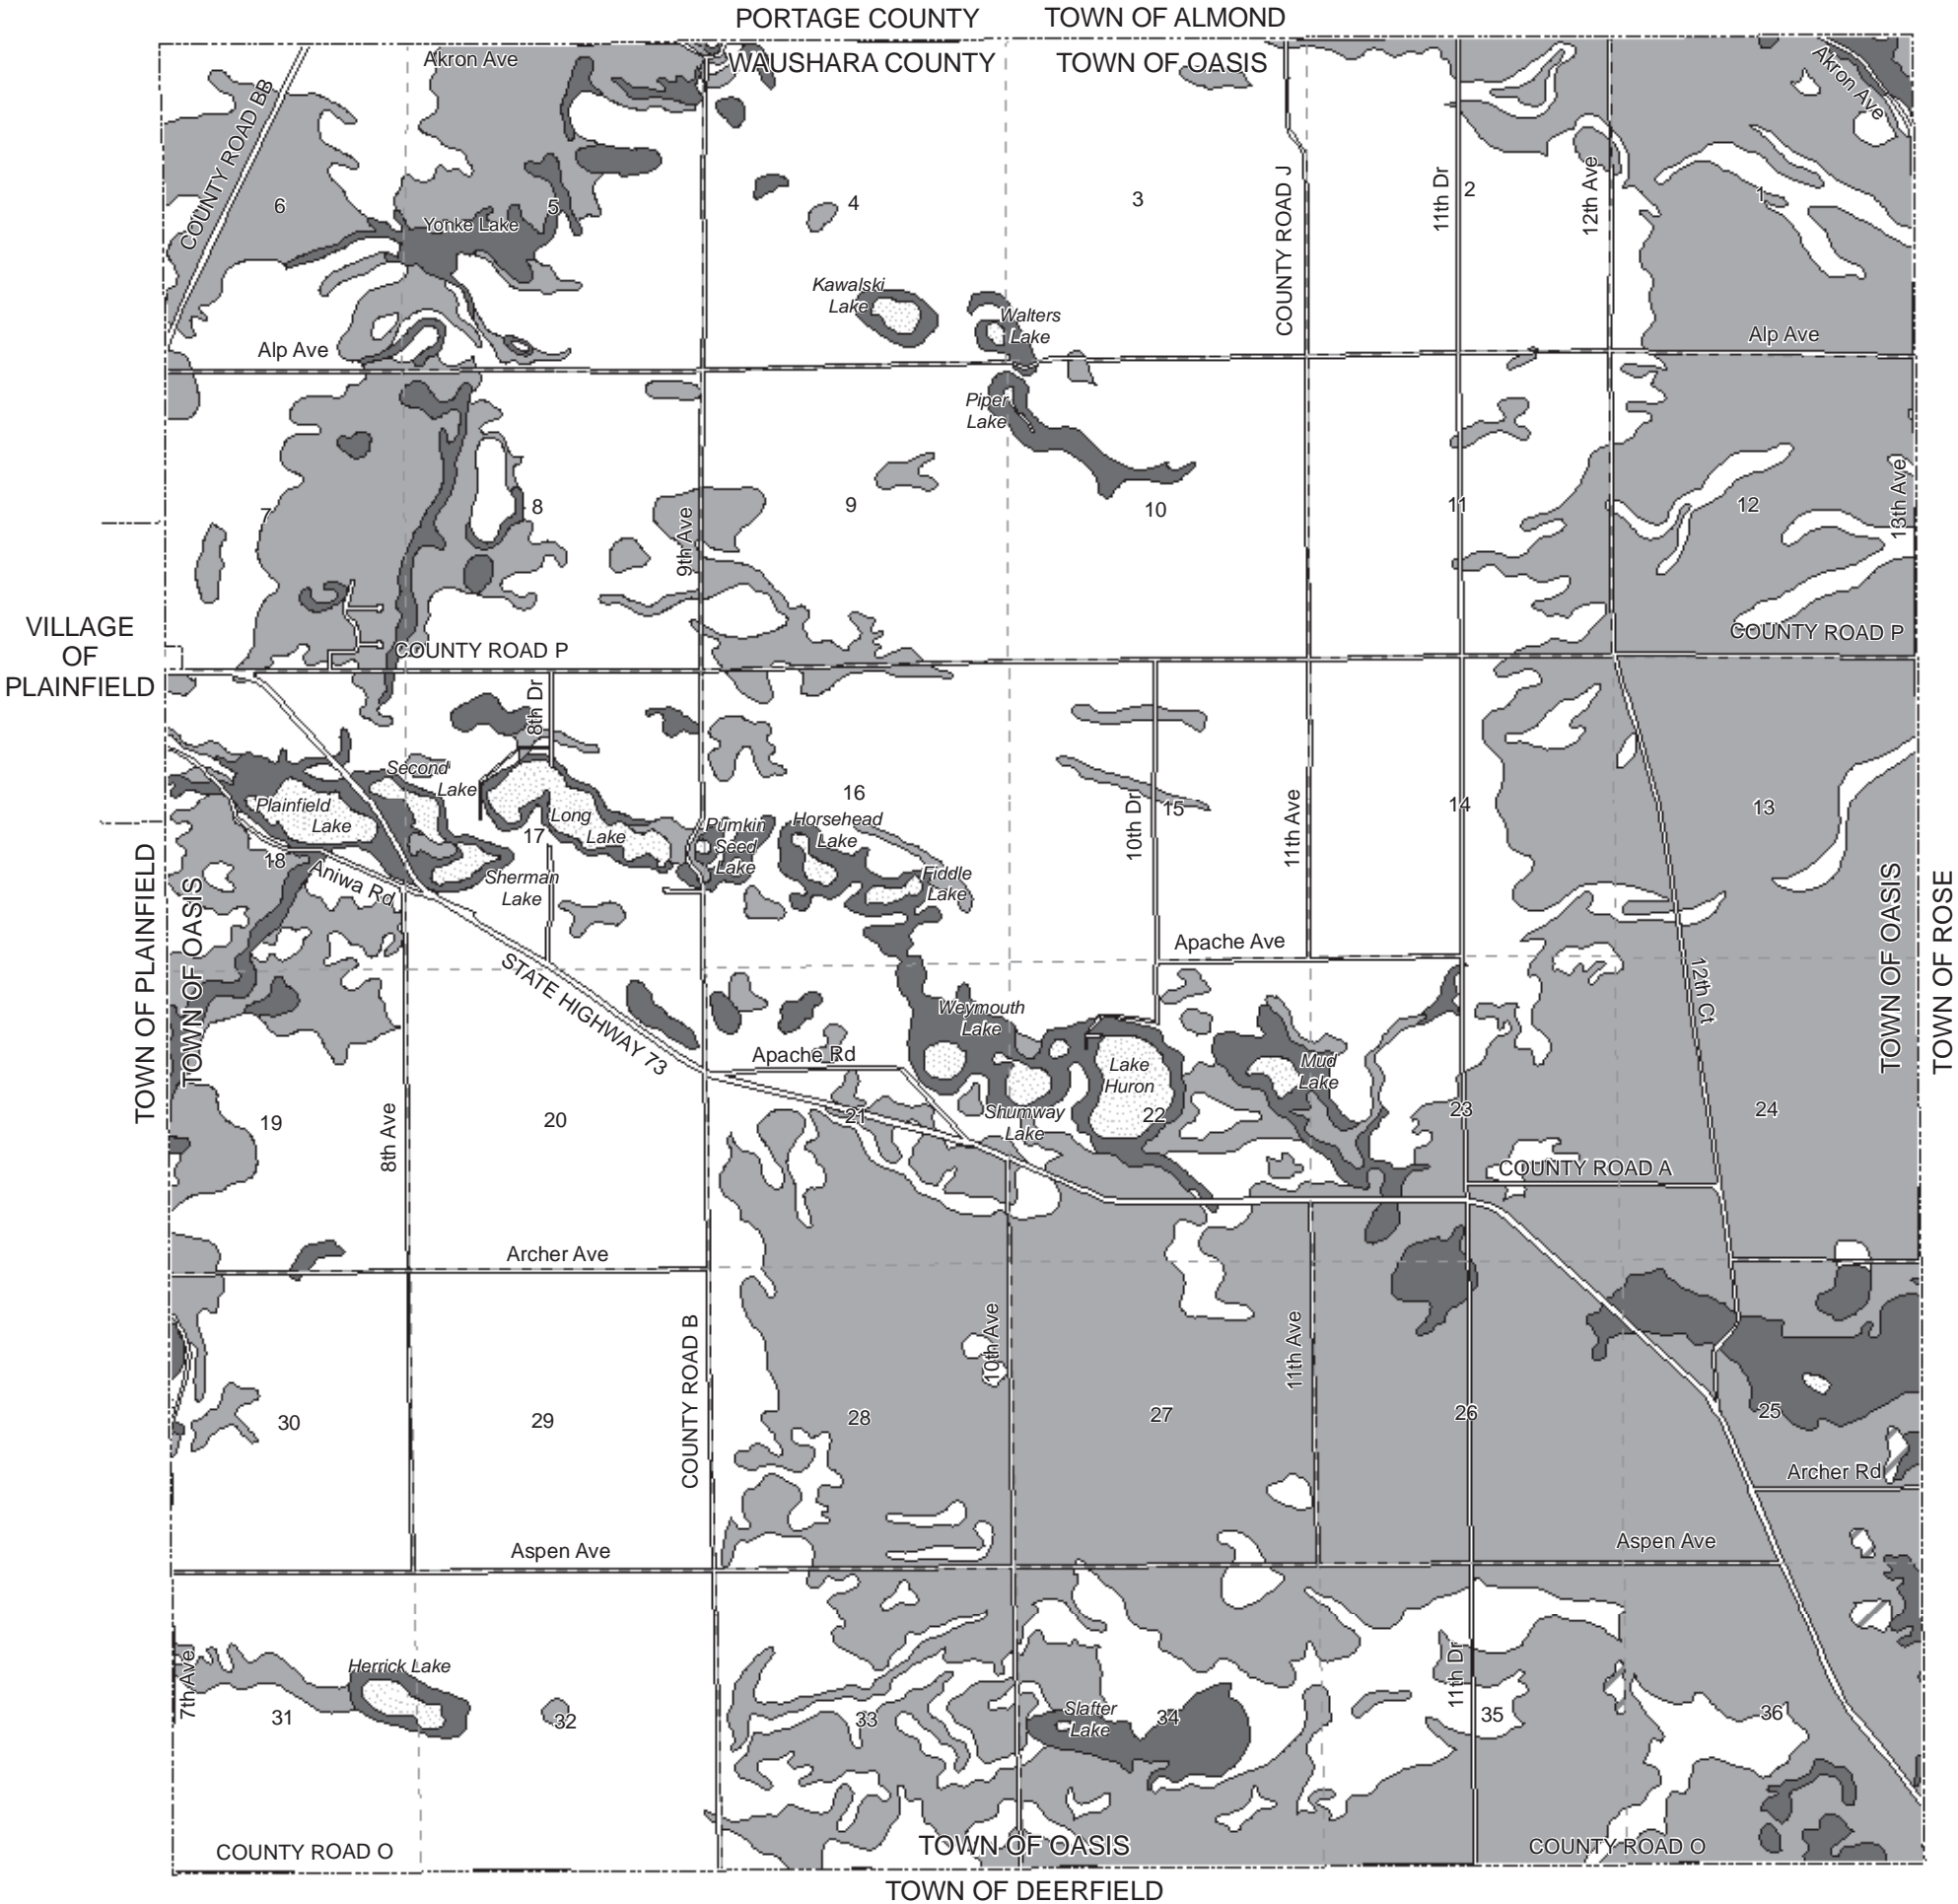 PORTAGE COUNTY TOWN OF ALMOND
WAUSHARA COUNTY TOWN OF OASIS
Akron Ave
Akron Ave
COUNTY ROAD BB
6
5
4
3
2
1
Yonke Lake
COUNTY ROAD J
11th Dr
12th Ave
Kawalski
Lake
Walters
Lake
Alp Ave
Alp Ave
Piper
Lake
7
8
9
10
11
12
9th Ave
13th Ave
VILLAGE
OF
PLAINFIELD
COUNTY ROAD P
COUNTY ROAD P
8th Dr
Second
Lake
Plainfield
Lake
Long
Lake
Pumkin
Seed
Lake
Horsehead
Lake
Fiddle
Lake
Sherman
Lake
18
17
16
15
14
13
10th Dr
11th Ave
Aniwa Rd
TOWN OF PLAINFIELD
TOWN OF OASIS
TOWN OF OASIS
TOWN OF ROSE
Apache Ave
STATE HIGHWAY 73
12th Ct
Weymouth
Lake
Apache Rd
Lake
Huron
Mud
Lake
Shumway
Lake
19
20
21
22
23
24
8th Ave
COUNTY ROAD A
Archer Ave
COUNTY ROAD B
10th Ave
11th Ave
30
29
28
27
26
25
Archer Rd
Aspen Ave
Aspen Ave
7th Ave
Herrick Lake
11th Dr
Slafter
Lake
31
32
33
34
35
36
COUNTY ROAD O
TOWN OF OASIS
COUNTY ROAD O
TOWN OF DEERFIELD